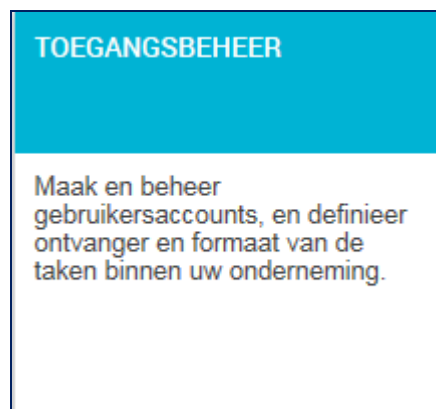 TOEGANGSBEHEER
Maak en beheer
gebruikersaccounts, en definieer
ontvanger en formaat van de
taken binnen uw onderneming.